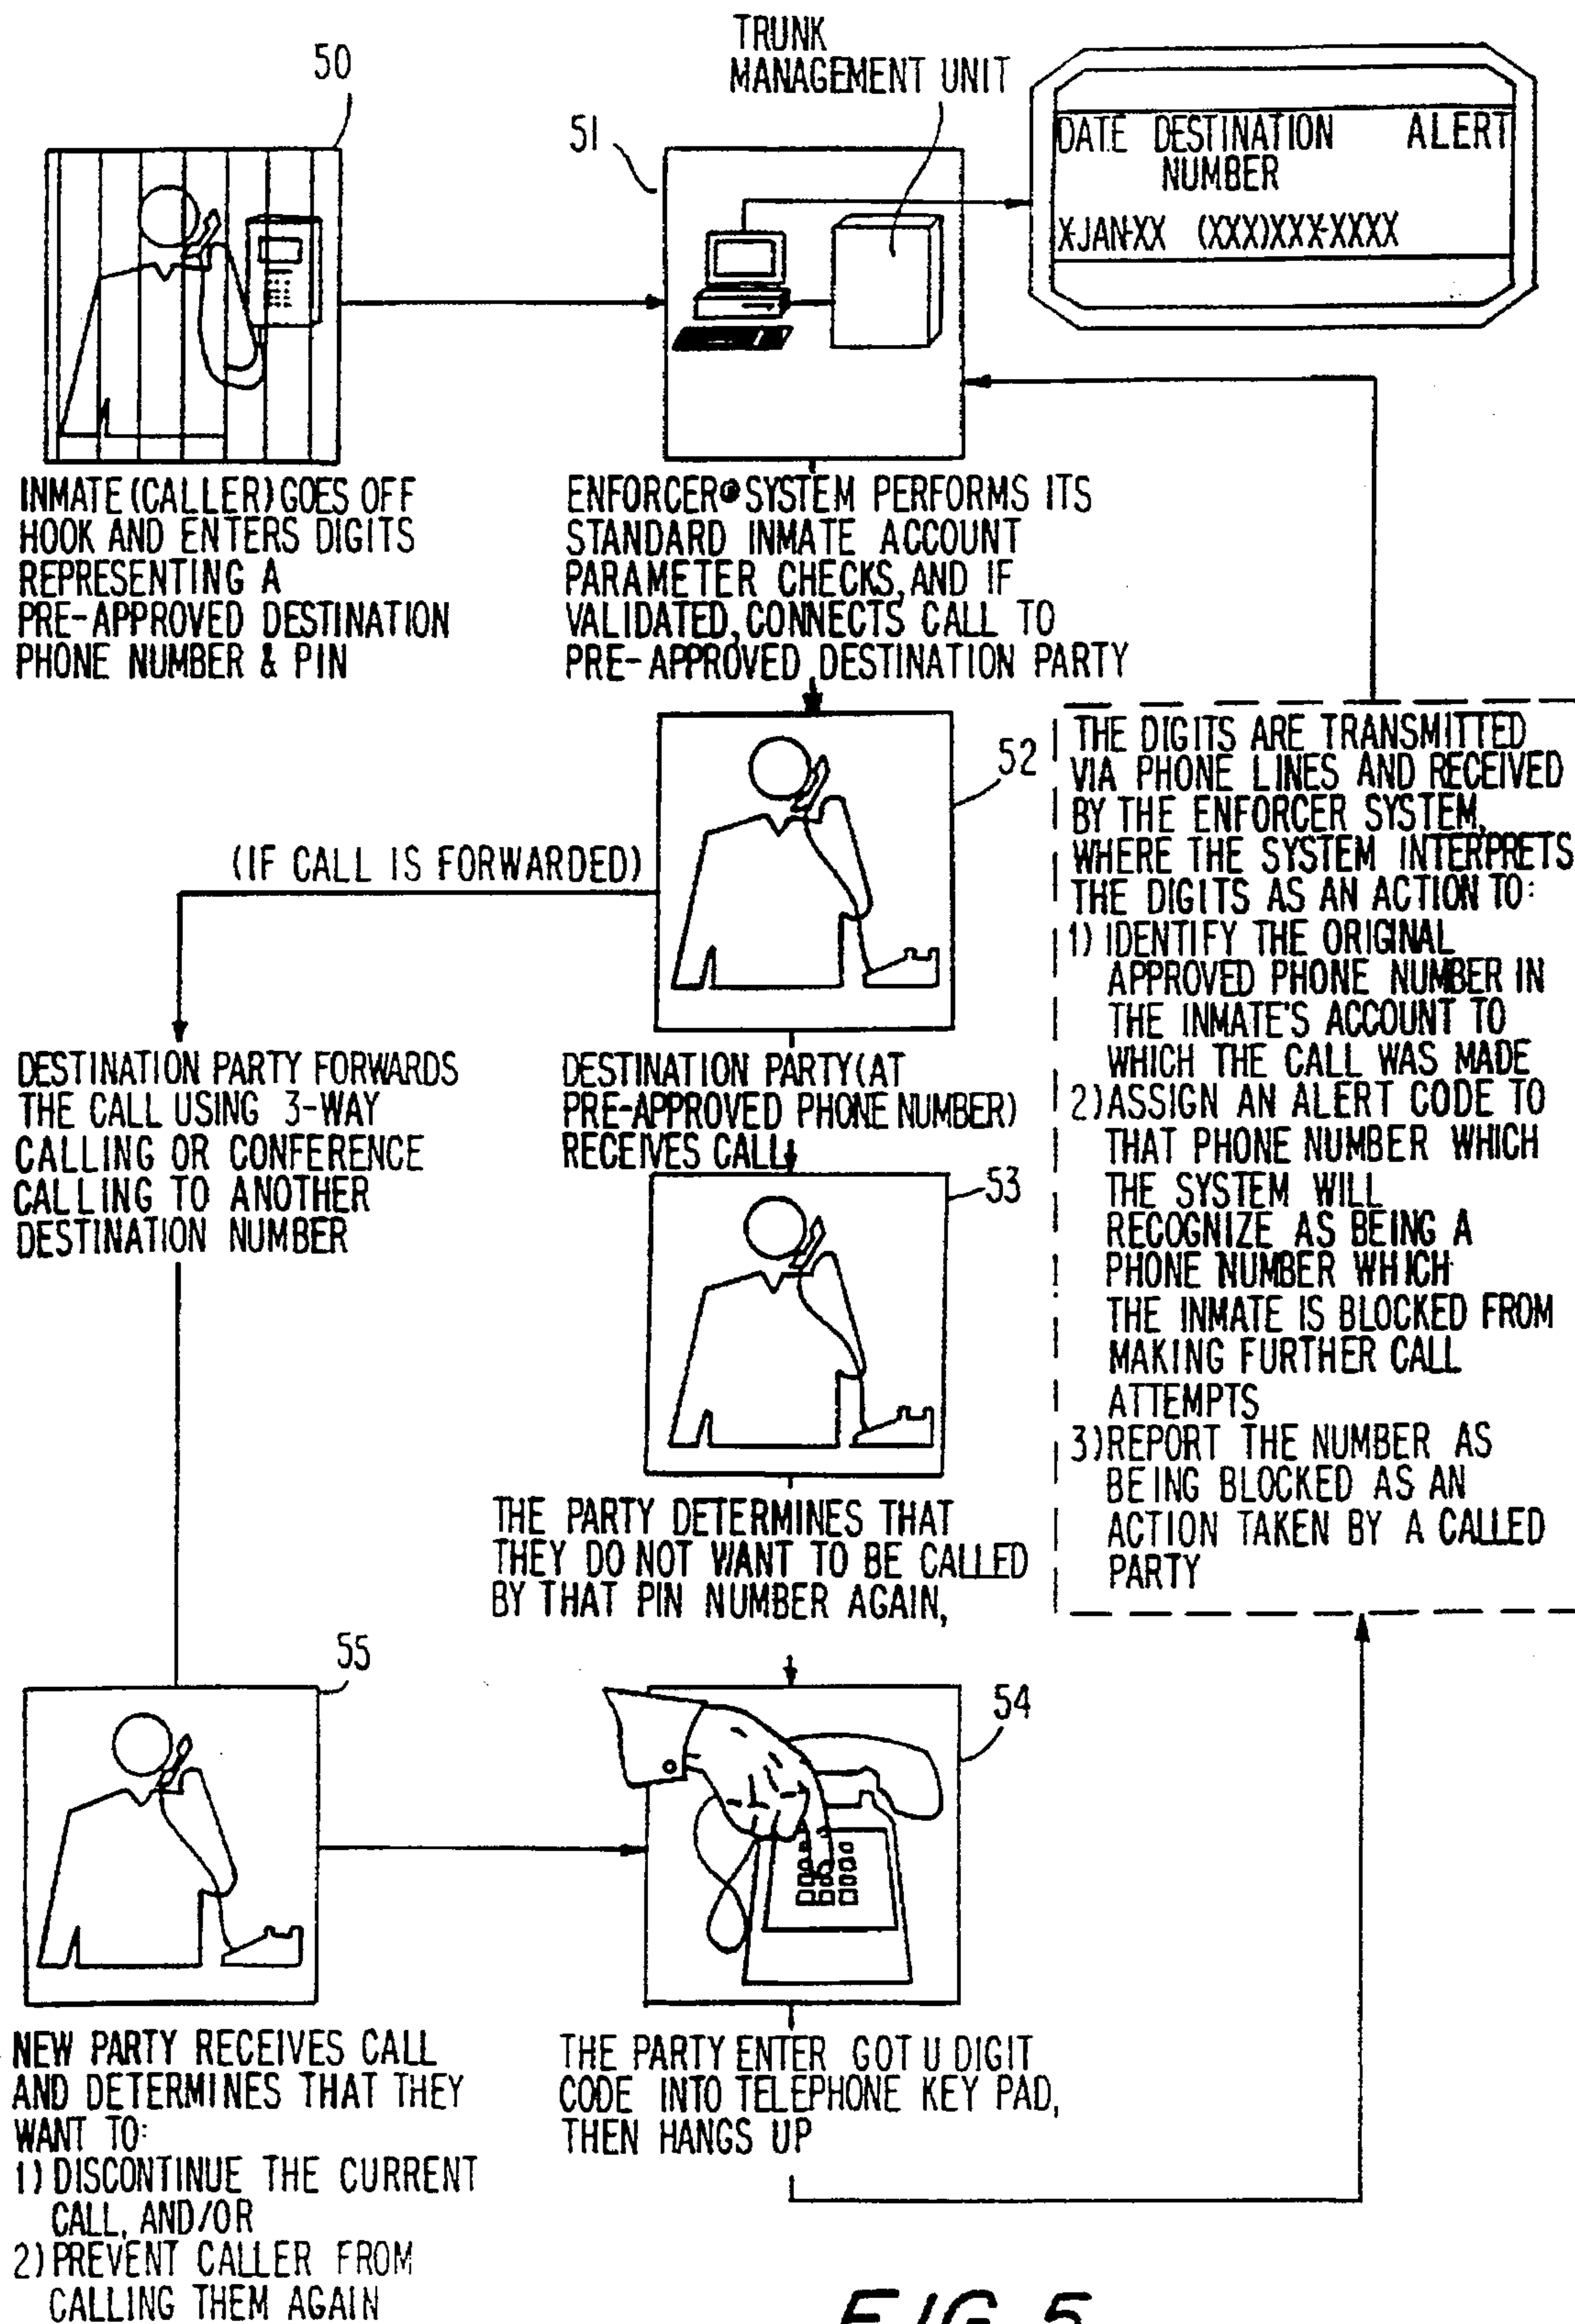 TRUNK
MANAGEMENT UNIT
50
51
DATE DESTINATION ALERT
NUMBER
X-JAN-XX (XXX)XXX-XXXX
INMATE (CALLER) GOES OFF
HOOK AND ENTERS DIGITS
REPRESENTING A
PRE-APPROVED DESTINATION
PHONE NUMBER & PIN
ENFORCER® SYSTEM PERFORMS ITS
STANDARD INMATE ACCOUNT
PARAMETER CHECKS, AND IF
VALIDATED, CONNECTS CALL TO
PRE-APPROVED DESTINATION PARTY
52
(IF CALL IS FORWARDED)
DESTINATION PARTY FORWARDS
THE CALL USING 3-WAY
CALLING OR CONFERENCE
CALLING TO ANOTHER
DESTINATION NUMBER
DESTINATION PARTY (AT
PRE-APPROVED PHONE NUMBER)
RECEIVES CALL
53
THE PARTY DETERMINES THAT
THEY DO NOT WANT TO BE CALLED
BY THAT PIN NUMBER AGAIN,
THE DIGITS ARE TRANSMITTED
VIA PHONE LINES AND RECEIVED
BY THE ENFORCER SYSTEM,
WHERE THE SYSTEM INTERPRETS
THE DIGITS AS AN ACTION TO:
1) IDENTIFY THE ORIGINAL
APPROVED PHONE NUMBER IN
THE INMATE'S ACCOUNT TO
WHICH THE CALL WAS MADE
2) ASSIGN AN ALERT CODE TO
THAT PHONE NUMBER WHICH
THE SYSTEM WILL
RECOGNIZE AS BEING A
PHONE NUMBER WHICH
THE INMATE IS BLOCKED FROM
MAKING FURTHER CALL
ATTEMPTS
3) REPORT THE NUMBER AS
BEING BLOCKED AS AN
ACTION TAKEN BY A CALLED
PARTY
55
54
NEW PARTY RECEIVES CALL
AND DETERMINES THAT THEY
WANT TO:
1) DISCONTINUE THE CURRENT
CALL, AND/OR
2) PREVENT CALLER FROM
CALLING THEM AGAIN
THE PARTY ENTER GOT U DIGIT
CODE INTO TELEPHONE KEY PAD,
THEN HANGS UP
FIG. 5